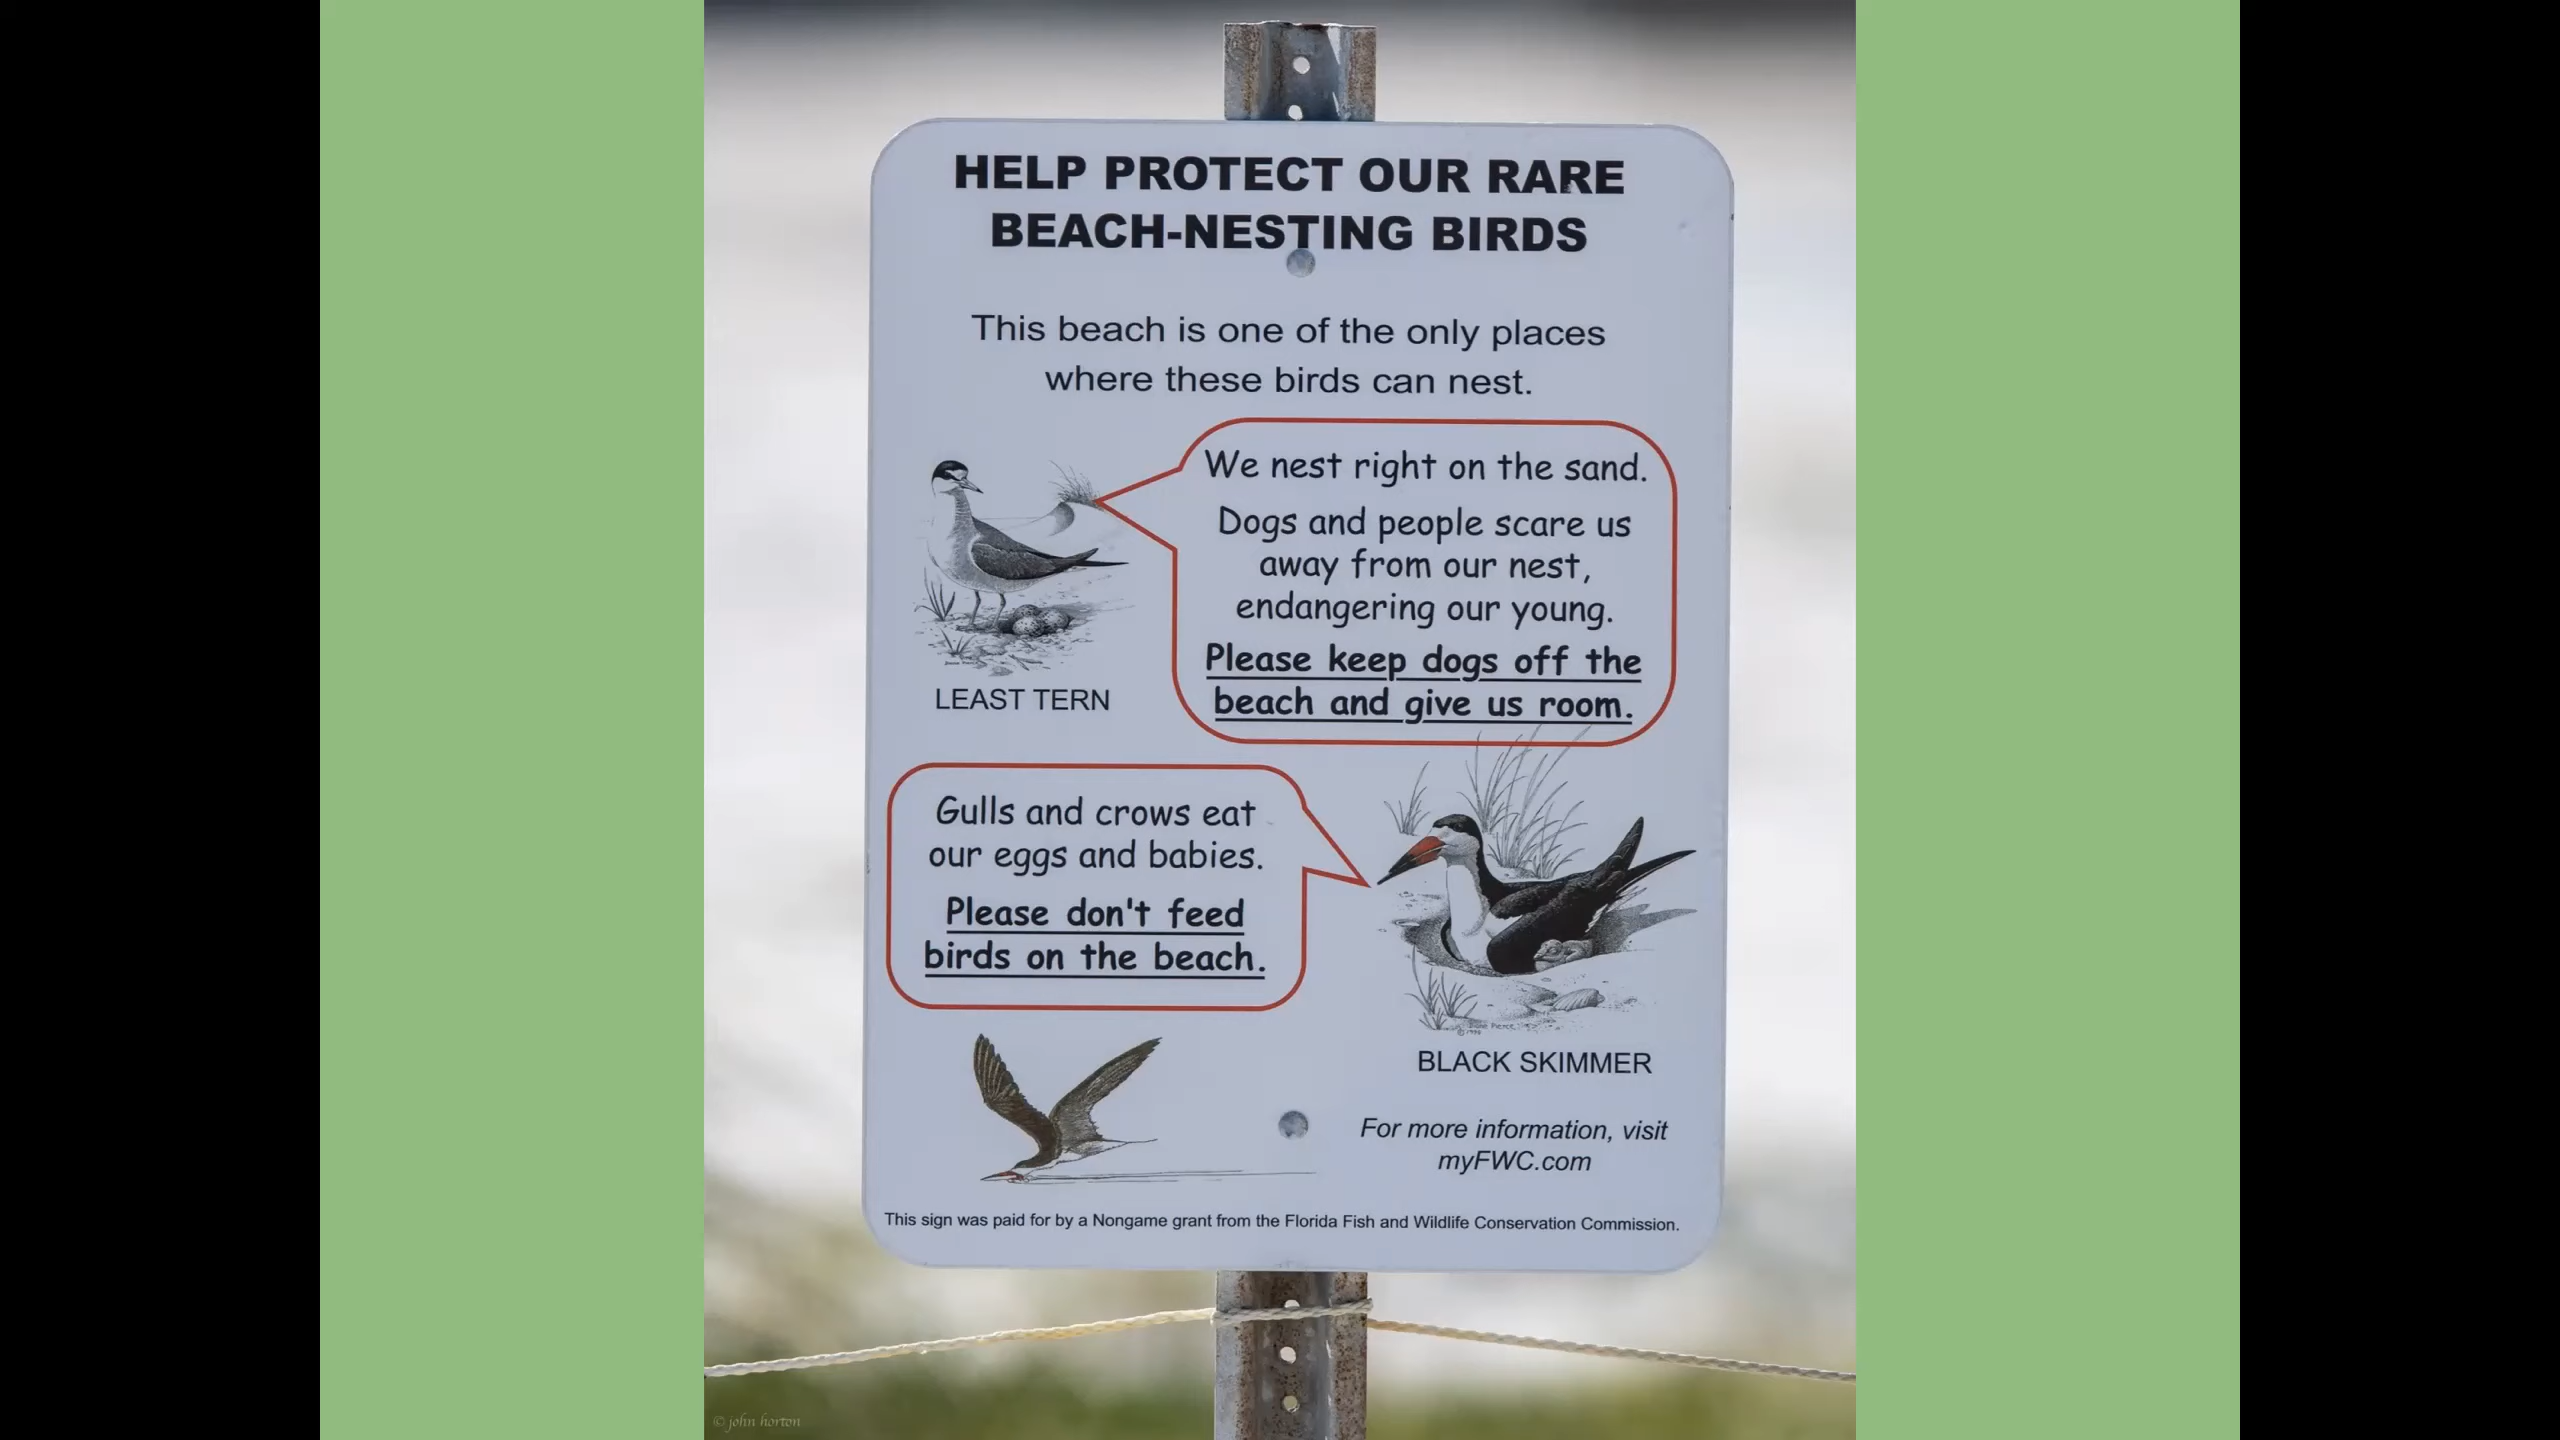 HELP PROTECT OUR RARE
BEACH-NESTING BIRDS
This beach is one of the only places
where these birds can nest.
We nest right on the sand.
Dogs and people scare us
away from our nest,
endangering our young.
Please keep dogs off the
beach and give us room.
LEAST TERN
Gulls and crows eat
our eggs and babies.
Please don't feed
birds on the beach.
BLACK SKIMMER
For more information, visit
myFWC.com
This sign was paid for by a Nongame grant from the Florida Fish and Wildlife Conservation Commission.
© john horton